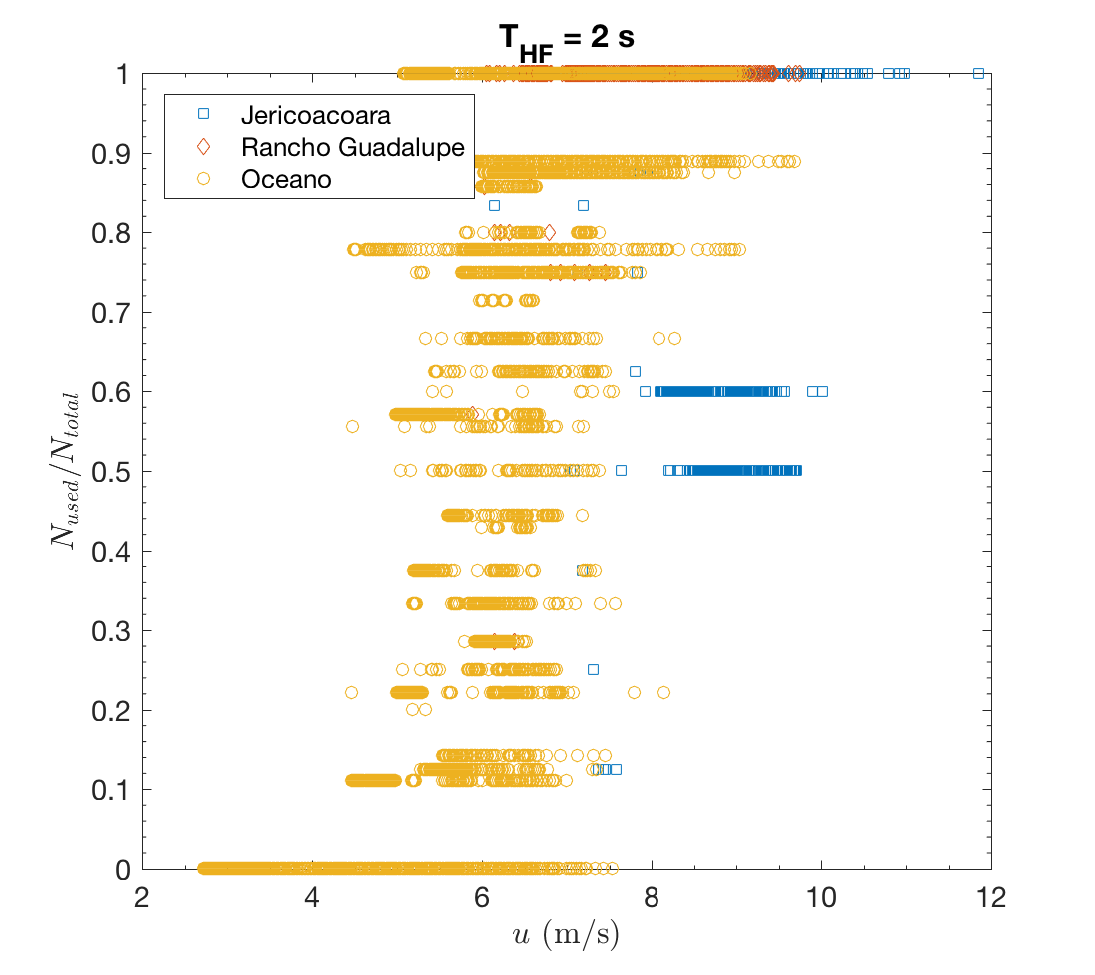 T_HF = 2 s
1
0.9
0.8
0.7
0.6
0.5
0.4
0.3
0.2
0.1
0
Jericoacoara
Rancho Guadalupe
Oceano
N_used/N_total
2 4 6 8 10 12
u (m/s)